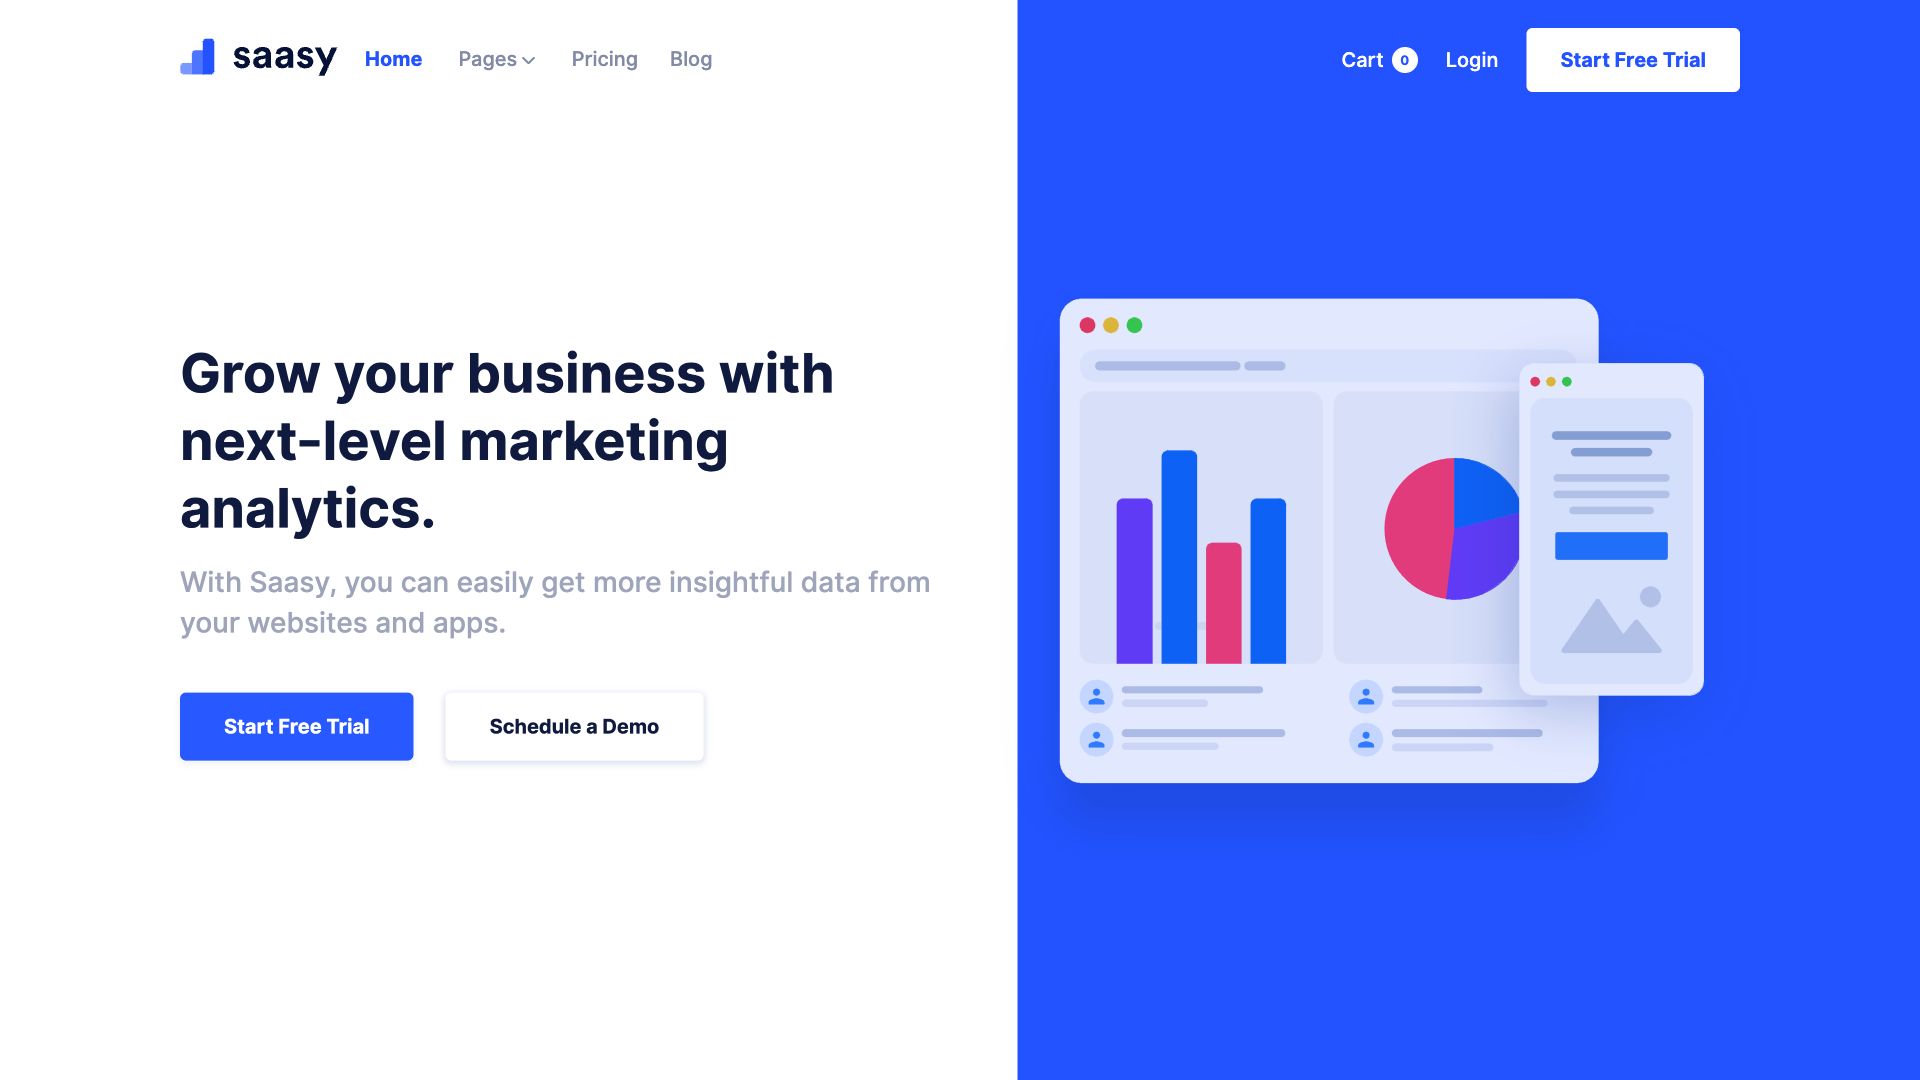 saasy
Home
Pages
Pricing
Blog
Cart 0
Login
Start Free Trial
Grow your business with
next-level marketing
analytics.
With Saasy, you can easily get more insightful data from
your websites and apps.
Start Free Trial
Schedule a Demo